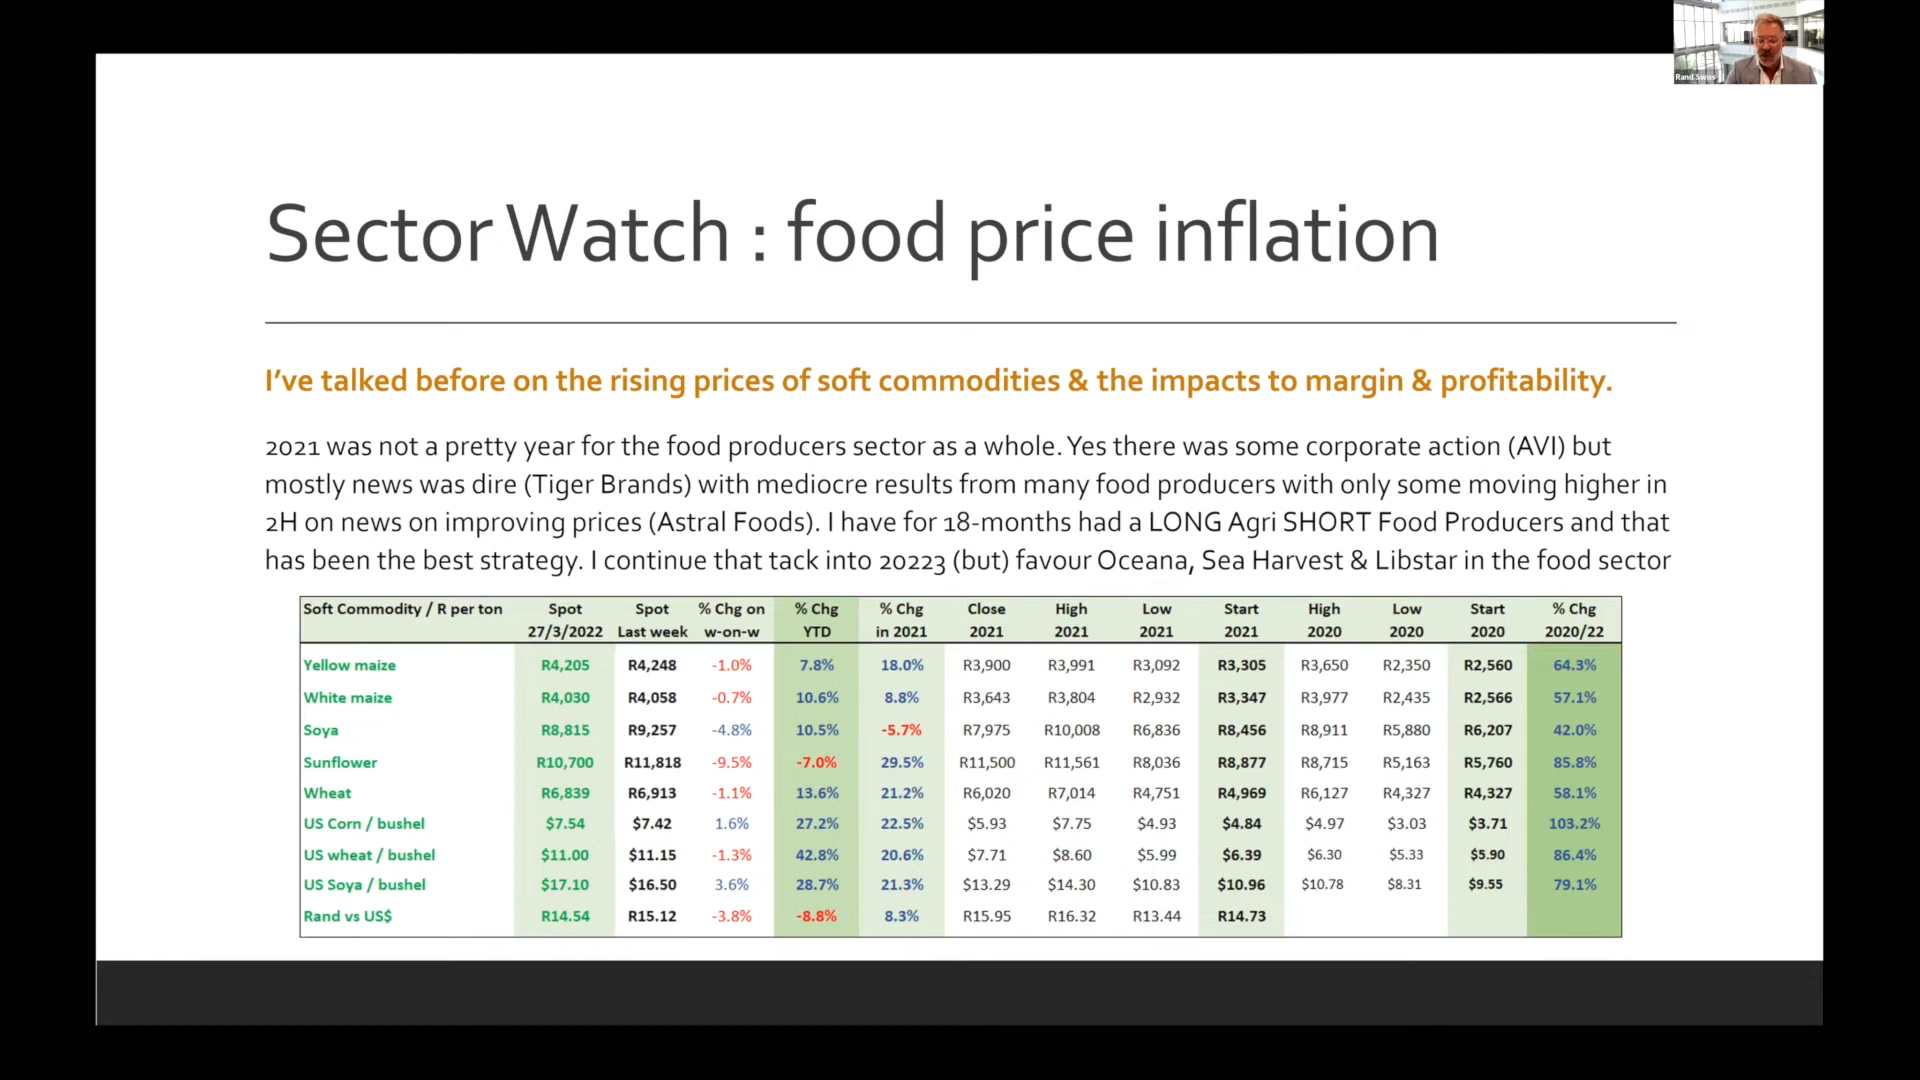 Rand Swiss
Sector Watch : food price inflation
I’ve talked before on the rising prices of soft commodities & the impacts to margin & profitability.
2021 was not a pretty year for the food producers sector as a whole. Yes there was some corporate action (AVI) but
mostly news was dire (Tiger Brands) with mediocre results from many food producers with only some moving higher in
2H on news on improving prices (Astral Foods). I have for 18-months had a LONG Agri SHORT Food Producers and that
has been the best strategy. I continue that tack into 20223 (but) favour Oceana, Sea Harvest & Libstar in the food sector
Soft Commodity / R per ton Spot Spot % Chg on % Chg % Chg Close High Low Start High Low Start % Chg
27/3/2022 Last week w-on-w YTD in 2021 2021 2021 2021 2021 2020 2020 2020 2020/22
Yellow maize R4,205 R4,248 -1.0% 7.8% 18.0% R3,900 R3,991 R3,092 R3,305 R3,650 R2,350 R2,560 64.3%
White maize R4,030 R4,058 -0.7% 10.6% 8.8% R3,643 R3,804 R2,932 R3,347 R3,977 R2,435 R2,566 57.1%
Soya R8,815 R9,257 -4.8% 10.5% -5.7% R7,975 R10,008 R6,836 R8,456 R8,911 R5,880 R6,207 42.0%
Sunflower R10,700 R11,818 -9.5% -7.0% 29.5% R11,500 R11,561 R8,036 R8,877 R8,715 R5,163 R5,760 85.8%
Wheat R6,839 R6,913 -1.1% 13.6% 21.2% R6,020 R7,014 R4,751 R4,969 R6,127 R4,327 R4,327 58.1%
US Corn / bushel $7.54 $7.42 1.6% 27.2% 22.5% $5.93 $7.75 $4.93 $4.84 $4.97 $3.03 $3.71 103.2%
US wheat / bushel $11.00 $11.15 -1.3% 42.8% 20.6% $7.71 $8.60 $5.99 $6.39 $6.30 $5.33 $5.90 86.4%
US Soya / bushel $17.10 $16.50 3.6% 28.7% 21.3% $13.29 $14.30 $10.83 $10.96 $10.78 $8.31 $9.55 79.1%
Rand vs US$ R14.54 R15.12 -3.8% -8.8% 8.3% R15.95 R16.32 R13.44 R14.73